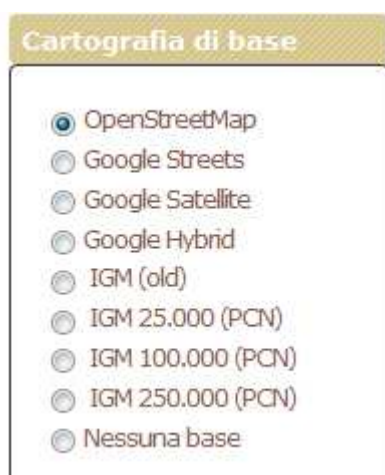 Cartografia di base
OpenStreetMap
Google Streets
Google Satellite
Google Hybrid
IGM (old)
IGM 25.000 (PCN)
IGM 100.000 (PCN)
IGM 250.000 (PCN)
Nessuna base